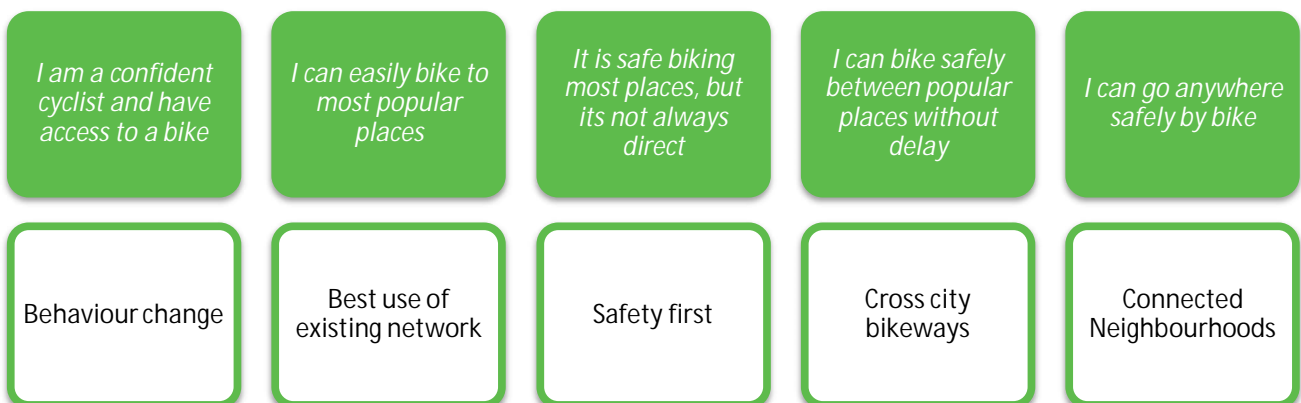 I am a confident
cyclist and have
access to a bike
I can easily bike to
most popular
places
It is safe biking
most places, but
its not always
direct
I can bike safely
between popular
places without
delay
I can go anywhere
safely by bike
Behaviour change
Best use of
existing network
Safety first
Cross city
bikeways
Connected
Neighbourhoods